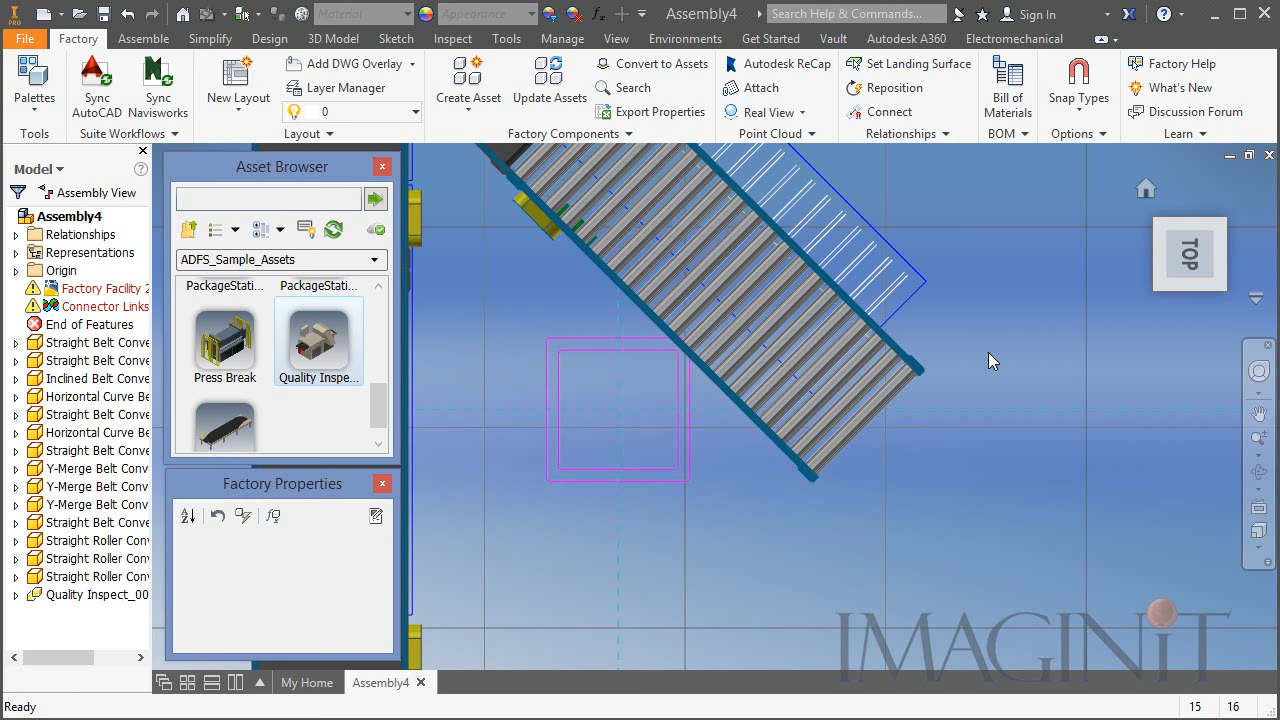 PRO
Material
Appearance
Assembly4
Search Help & Commands...
Sign In
File
Factory
Assemble
Simplify
Design
3D Model
Sketch
Inspect
Tools
Manage
View
Environments
Get Started
Vault
Autodesk A360
Electromechanical
Palettes
Tools
Sync
AutoCAD
Sync
Navisworks
Suite Workflows
New Layout
Add DWG Overlay
Layer Manager
0
Layout
Create Asset
Update Assets
Convert to Assets
Search
Export Properties
Factory Components
Autodesk ReCap
Attach
Real View
Point Cloud
Set Landing Surface
Reposition
Connect
Relationships
Bill of
Materials
BOM
Snap Types
Options
Factory Help
What's New
Discussion Forum
Learn
Model
Assembly View
Assembly4
Relationships
Representations
Origin
Factory Facility 2
Connector Links
End of Features
Straight Belt Conve
Straight Belt Conve
Inclined Belt Conve
Horizontal Curve Be
Straight Belt Conve
Horizontal Curve Be
Straight Belt Conve
Y-Merge Belt Conv
Y-Merge Belt Conv
Y-Merge Belt Conv
Straight Belt Conve
Straight Roller Conv
Straight Roller Conv
Straight Roller Conv
Quality Inspect_00
Asset Browser
ADFS_Sample_Assets
PackageStati...
PackageStati...
Press Break
Quality Inspe...
Factory Properties
TOP
IMAGINiT
My Home
Assembly4
Ready
15
16